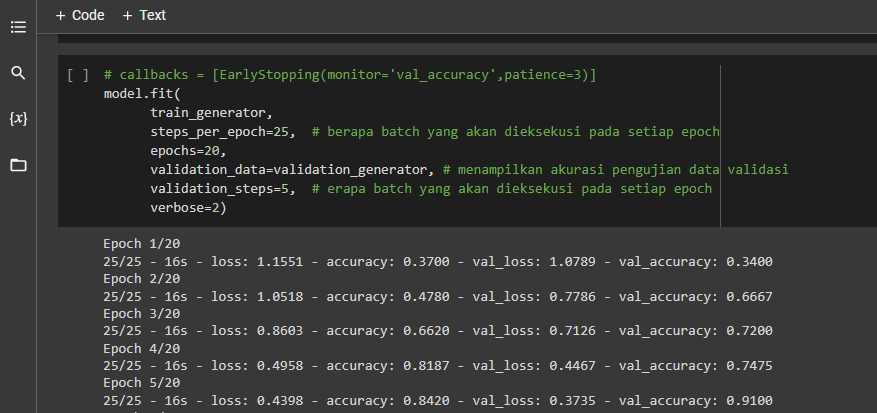 + Code + Text
{x}
[ ] # callbacks = [EarlyStopping(monitor='val_accuracy',patience=3)]
model.fit(
train_generator,
steps_per_epoch=25, # berapa batch yang akan dieksekusi pada setiap epoch
epochs=20,
validation_data=validation_generator, # menampilkan akurasi pengujian data validasi
validation_steps=5, # erapa batch yang akan dieksekusi pada setiap epoch
verbose=2)
Epoch 1/20
25/25 - 16s - loss: 1.1551 - accuracy: 0.3700 - val_loss: 1.0789 - val_accuracy: 0.3400
Epoch 2/20
25/25 - 16s - loss: 1.0518 - accuracy: 0.4780 - val_loss: 0.7786 - val_accuracy: 0.6667
Epoch 3/20
25/25 - 16s - loss: 0.8603 - accuracy: 0.6620 - val_loss: 0.7126 - val_accuracy: 0.7200
Epoch 4/20
25/25 - 16s - loss: 0.4958 - accuracy: 0.8187 - val_loss: 0.4467 - val_accuracy: 0.7475
Epoch 5/20
25/25 - 16s - loss: 0.4398 - accuracy: 0.8420 - val_loss: 0.3735 - val_accuracy: 0.9100